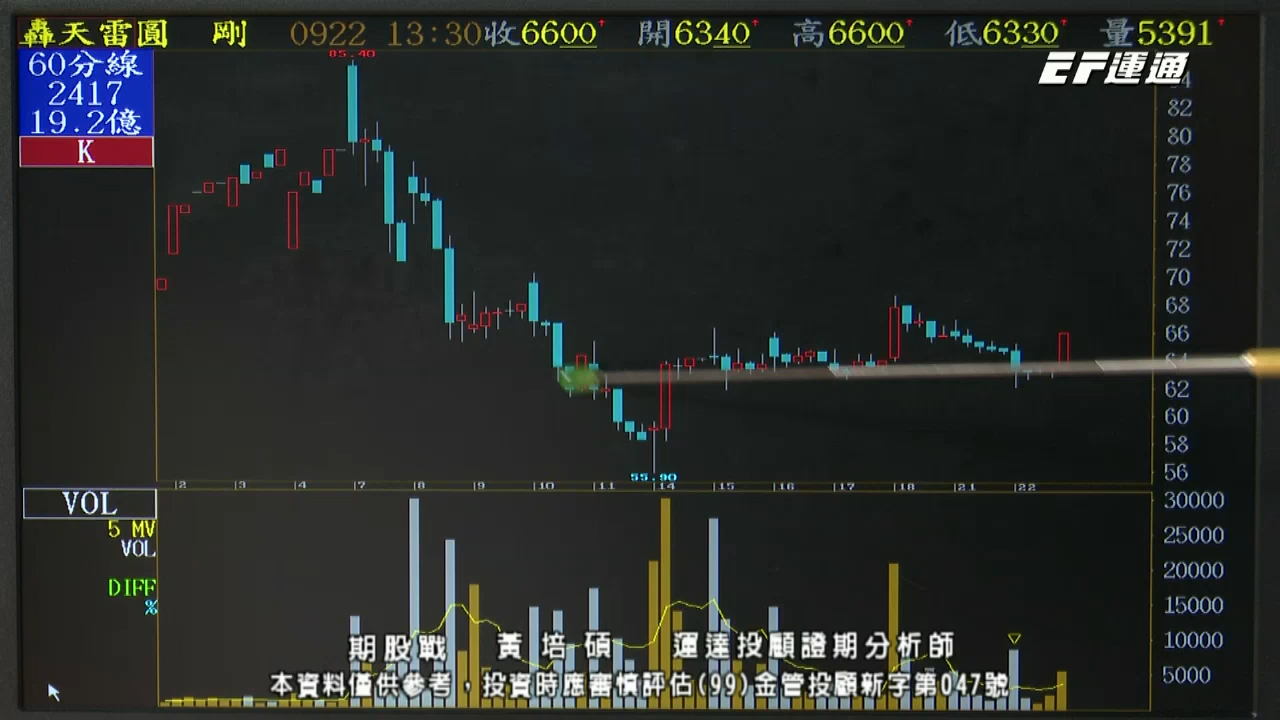 轟天雷圓 剛 0922 13:30 收6600↑ 開6340↑ 高6600↑ 低6330↑ 量5391↑
EF運通
60分線
2417
19.2億
K
85.40
82
80
78
76
74
72
70
68
66
64
62
60
58
56
55.90
2 3 4 7 8 9 10 11 14 15 16 17 18 21 22
VOL
5 MV
VOL
DIFF
%
30000
25000
20000
15000
10000
5000
期股戰 黃培碩 運達投顧證期分析師
本資料僅供參考，投資時應審慎評估(99)金管投顧新字第047號